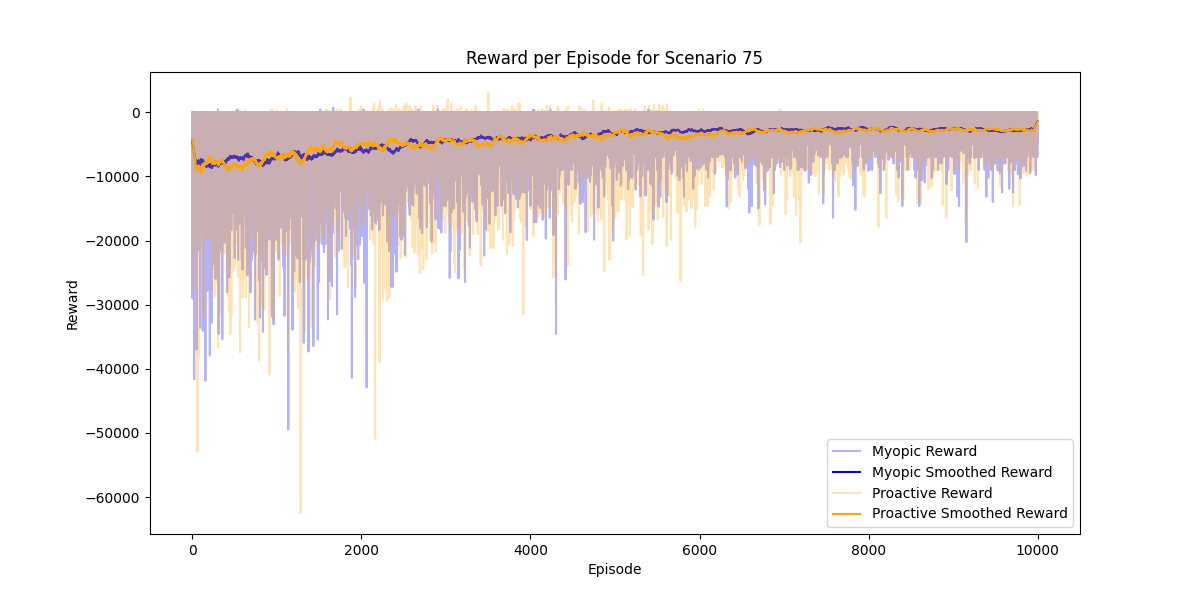 Reward per Episode for Scenario 75
Reward
0
−10000
−20000
−30000
−40000
−50000
−60000
0
2000
4000
6000
8000
10000
Episode
Myopic Reward
Myopic Smoothed Reward
Proactive Reward
Proactive Smoothed Reward